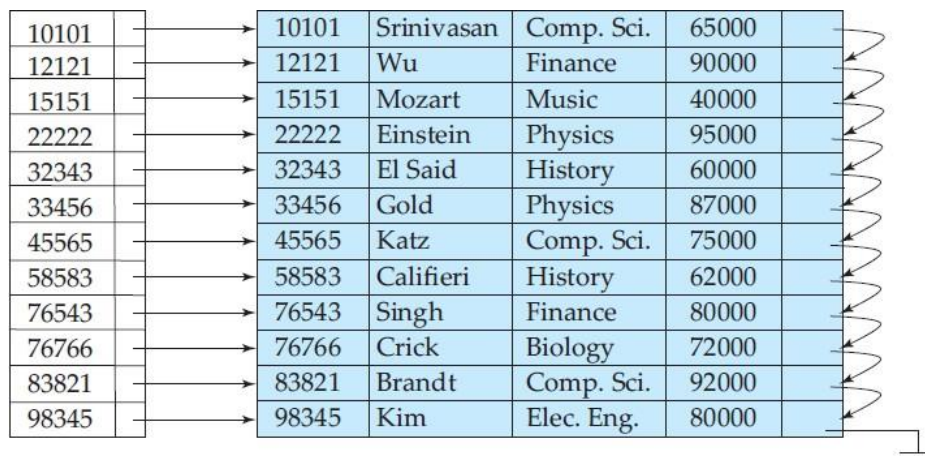 10101 10101 Srinivasan Comp. Sci. 65000
12121 12121 Wu Finance 90000
15151 15151 Mozart Music 40000
22222 22222 Einstein Physics 95000
32343 32343 El Said History 60000
33456 33456 Gold Physics 87000
45565 45565 Katz Comp. Sci. 75000
58583 58583 Califieri History 62000
76543 76543 Singh Finance 80000
76766 76766 Crick Biology 72000
83821 83821 Brandt Comp. Sci. 92000
98345 98345 Kim Elec. Eng. 80000